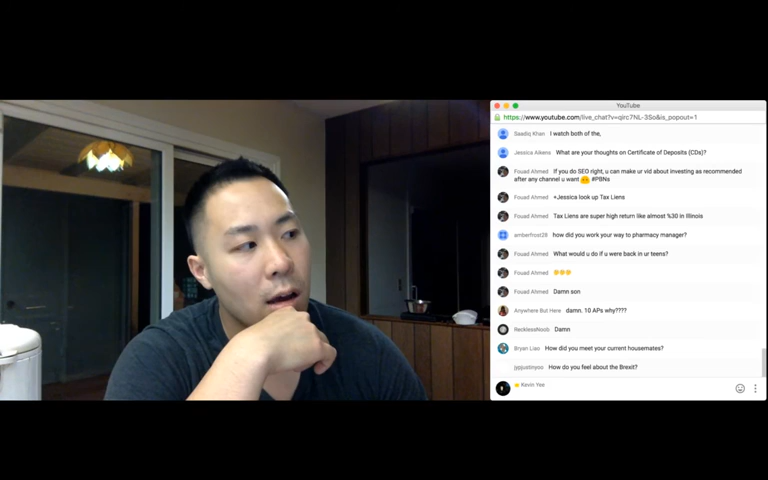 YouTube
https://www.youtube.com/live_chat?v=qirc7NL-3So&is_popout=1
Saadiq Khan I watch both of the,
Jessica Aikens What are your thoughts on Certificate of Deposits (CDs)?
Fouad Ahmed If you do SEO right, u can make ur vid about investing as recommended
after any channel u want 🤗 #PBNs
Fouad Ahmed +Jessica look up Tax Liens
Fouad Ahmed Tax Liens are super high return like almost %30 in Illinois
amberfrost28 how did you work your way to pharmacy manager?
Fouad Ahmed What would u do if u were back in ur teens?
Fouad Ahmed
Fouad Ahmed Damn son
Anywhere But Here damn. 10 APs why????
RecklessNoob Damn
Bryan Liao How did you meet your current housemates?
jypjustinyoo How do you feel about the Brexit?
Kevin Yee